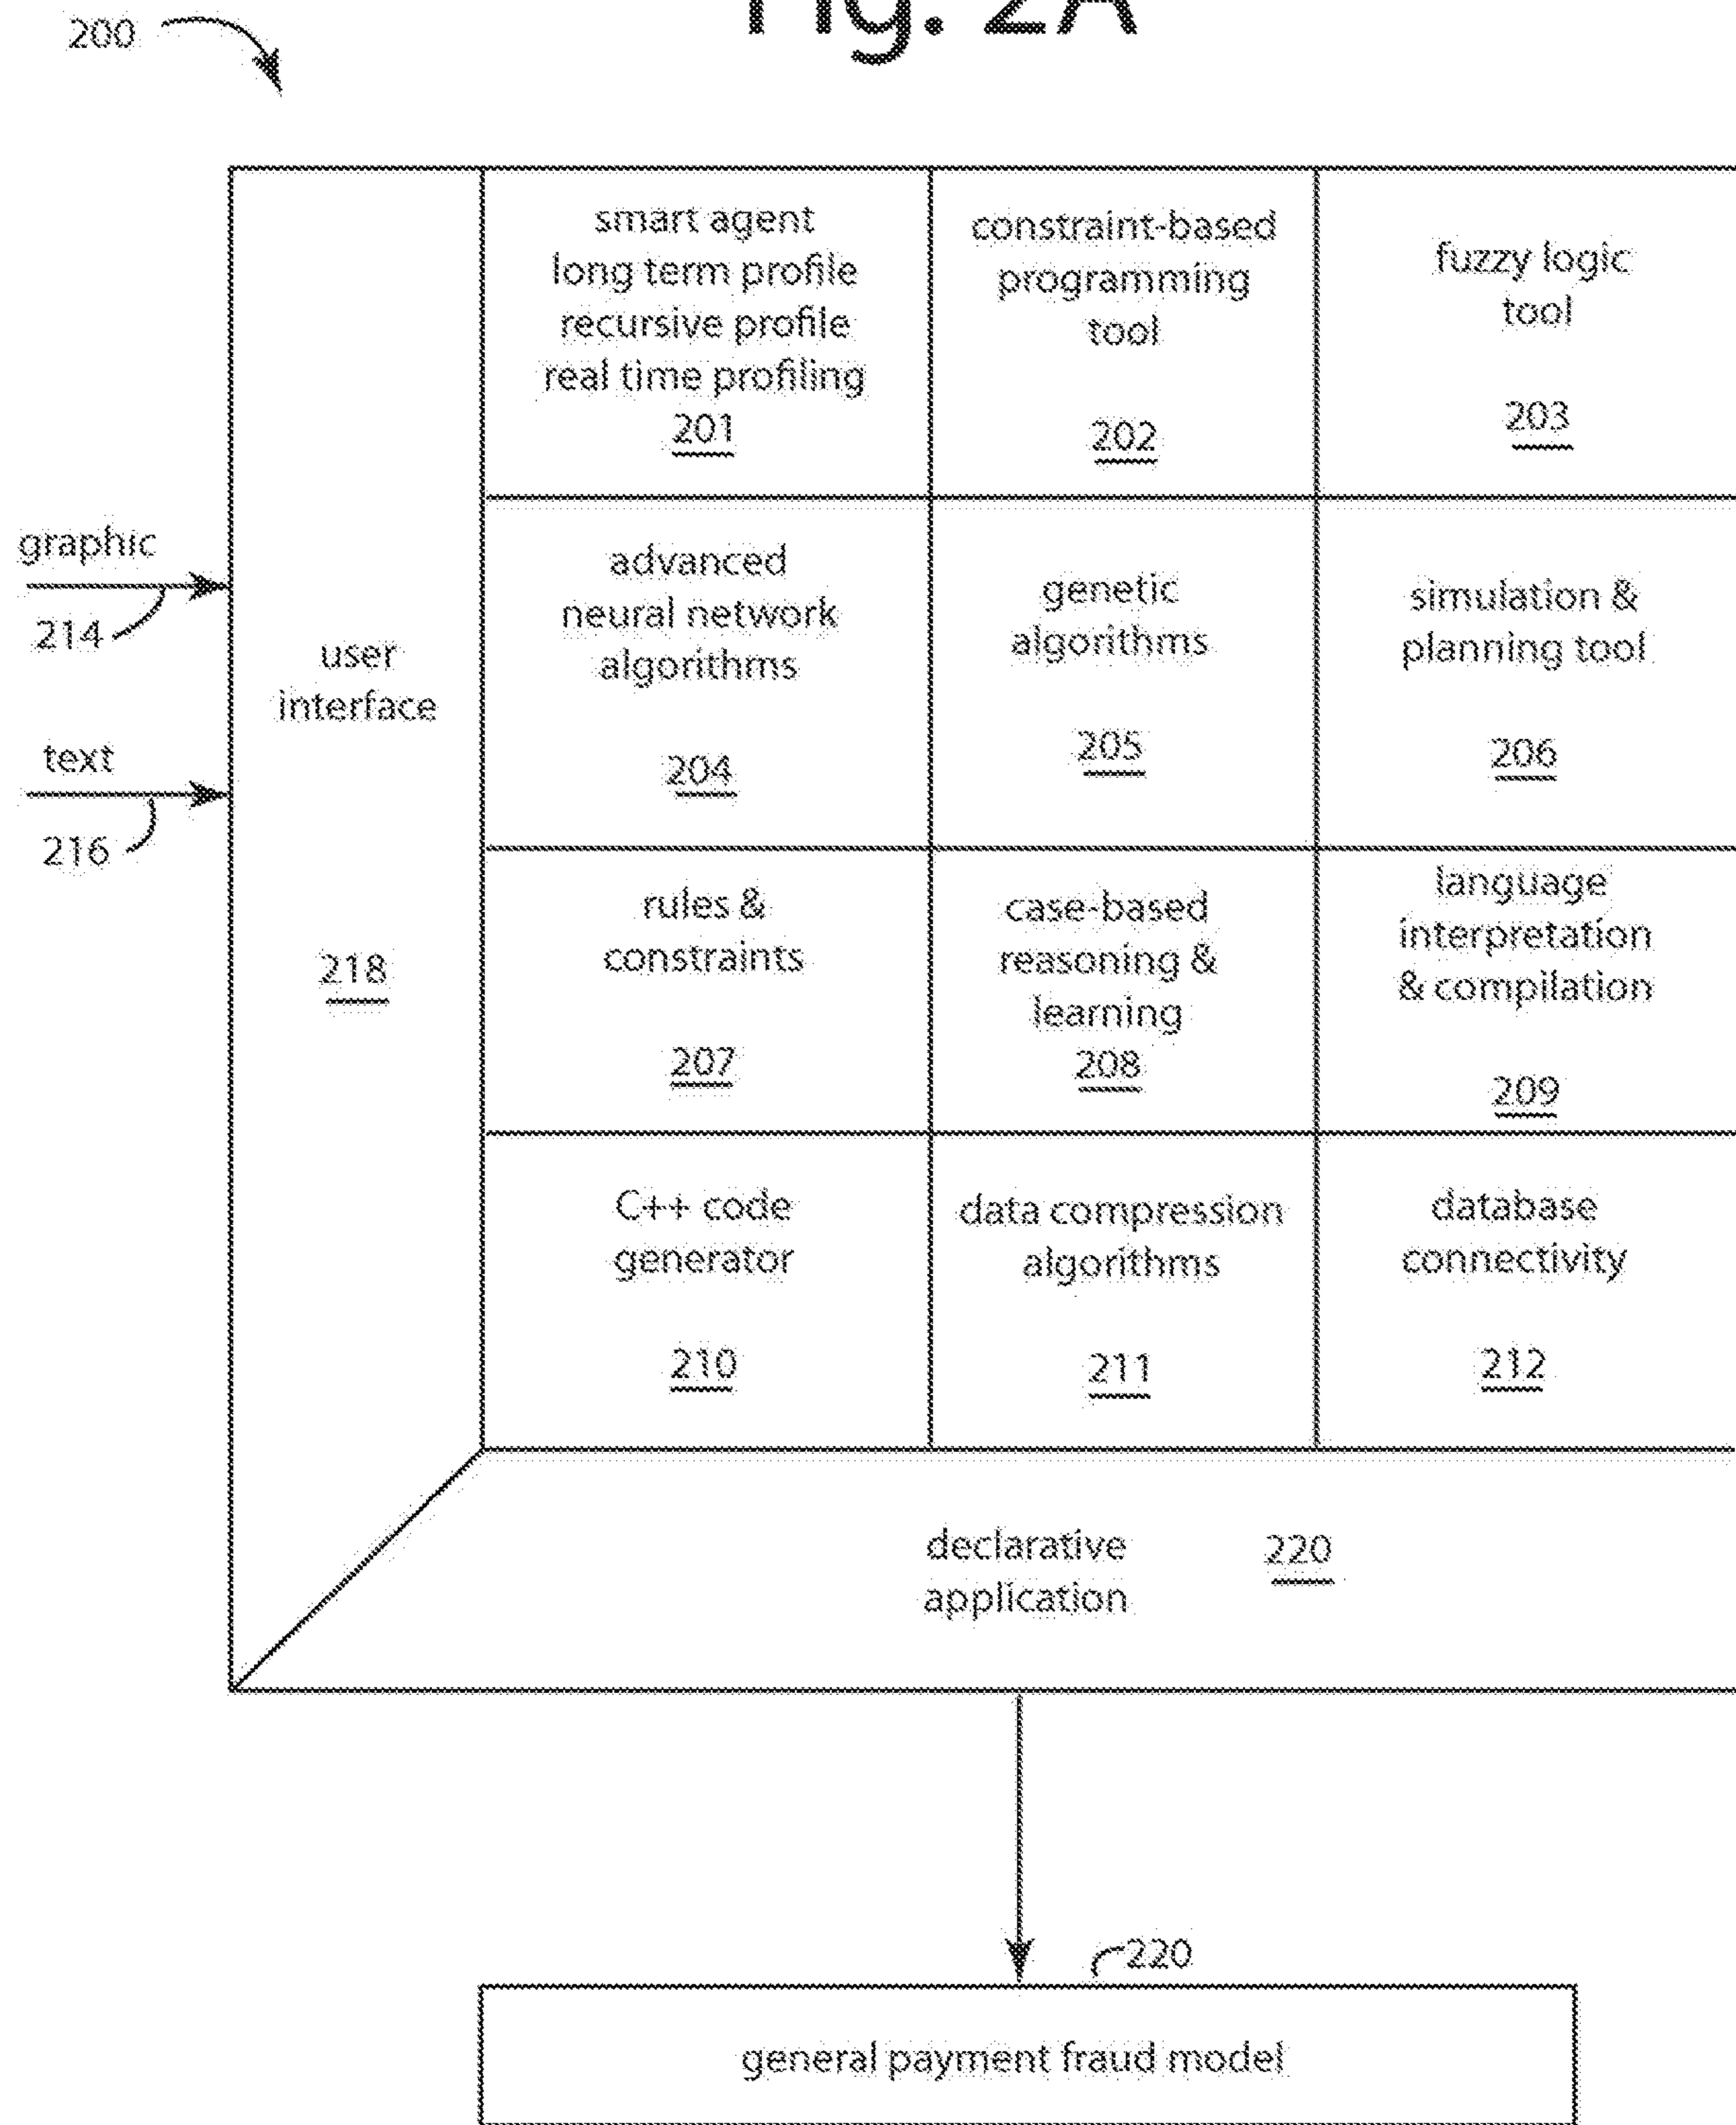 Fig. 2A
200
smart agent
long term profile
recursive profile
real time profiling
201
constraint-based
programming
tool
202
fuzzy logic
tool
203
graphic
214
text
216
user
interface
218
advanced
neural network
algorithms
204
genetic
algorithms
205
simulation &
planning tool
206
rules &
constraints
207
case-based
reasoning &
learning
208
language
interpretation
& compilation
209
C++ code
generator
210
data compression
algorithms
211
database
connectivity
212
declarative
application
220
220
general payment fraud model